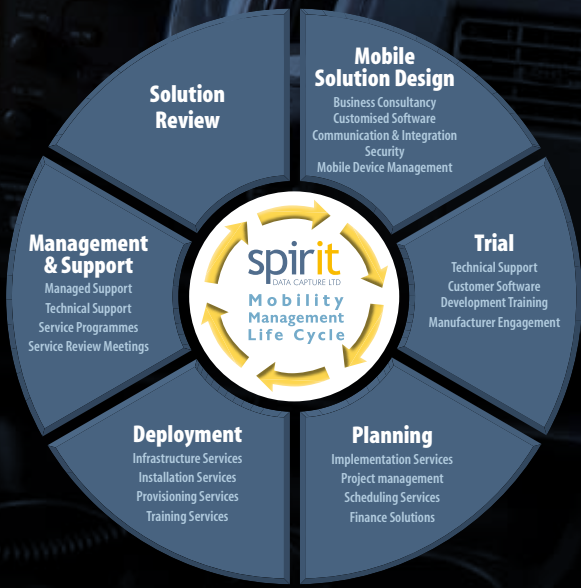 Mobile
Solution Design
Business Consultancy
Customised Software
Communication & Integration
Security
Mobile Device Management
Trial
Technical Support
Customer Software
Development Training
Manufacturer Engagement
Planning
Implementation Services
Project management
Scheduling Services
Finance Solutions
Deployment
Infrastructure Services
Installation Services
Provisioning Services
Training Services
Management
& Support
Managed Support
Technical Support
Service Programmes
Service Review Meetings
Solution
Review
spirit
DATA CAPTURE LTD
Mobility
Management
Life Cycle